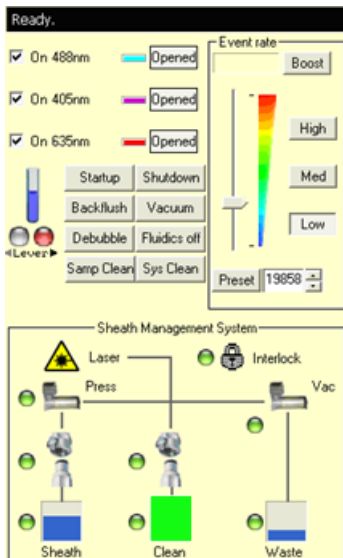 Ready.
On 488nm Opened
On 405nm Opened
On 635nm Opened
Event rate
Boost
High
Med
Low
Preset 19858
Startup Shutdown
Backflush Vacuum
Debubble Fluidics off
Samp Clean Sys Clean
◄Lever►
Sheath Management System
Laser Interlock
Press Vac
Sheath Clean Waste